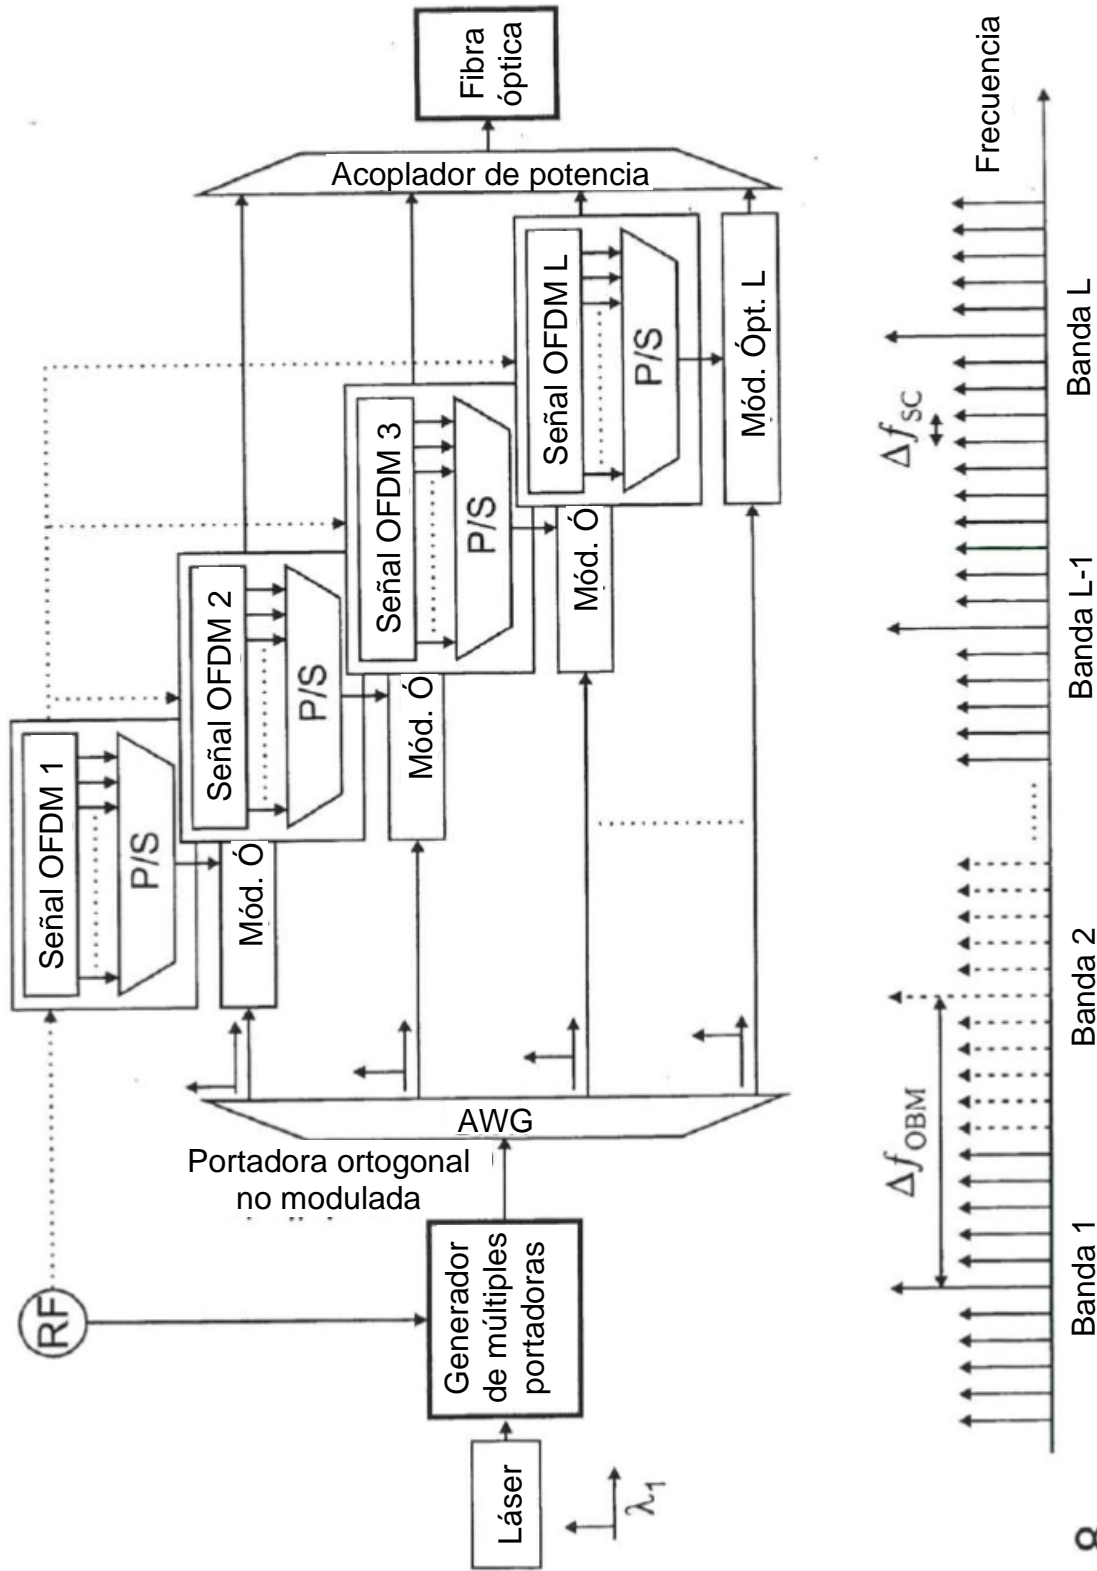 RF
Láser
λ1
Generador
de múltiples
portadoras
Portadora ortogonal
no modulada
AWG
Señal OFDM 1
P/S
Mód. Ó
Señal OFDM 2
P/S
Mód. Ó
Señal OFDM 3
P/S
Mód. Ó
Señal OFDM L
P/S
Mód. Ópt. L
Acoplador de potencia
Fibra
óptica
ΔfOBM
ΔfSC
Frecuencia
Banda 1
Banda 2
Banda L-1
Banda L